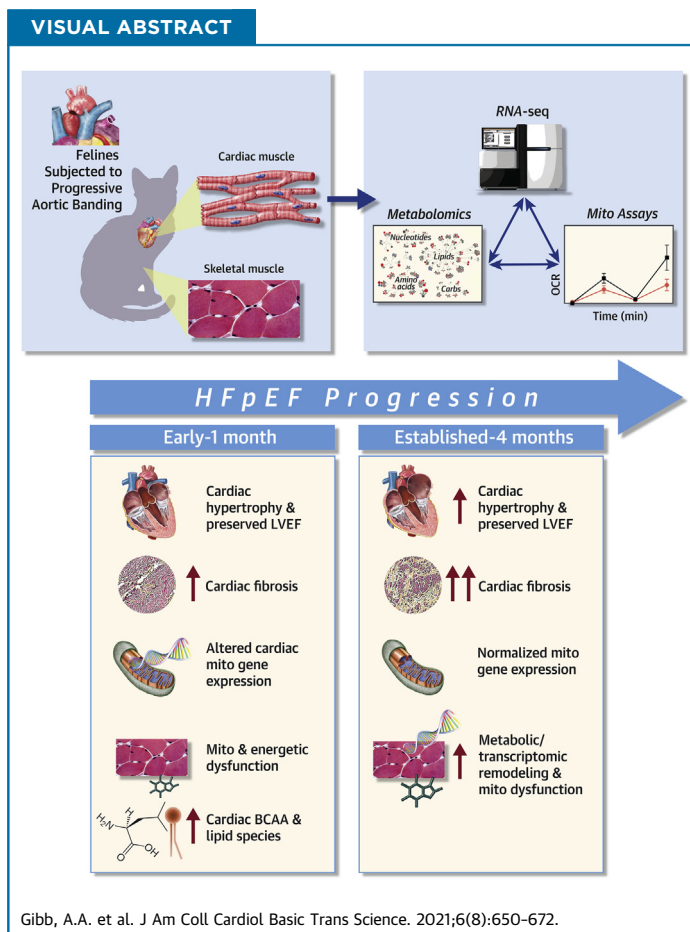 VISUAL ABSTRACT
Felines
Subjected to
Progressive
Aortic Banding
Cardiac muscle
Skeletal muscle
RNA-seq
Metabolomics
Nucleotides
Lipids
Amino
acids
Carbs
Mito Assays
OCR
Time (min)
HFpEF Progression
Early-1 month
Cardiac
hypertrophy &
preserved LVEF
Cardiac fibrosis
Altered cardiac
mito gene
expression
Mito & energetic
dysfunction
H₂N
H
O
OH
Cardiac BCAA &
lipid species
Established-4 months
Cardiac
hypertrophy &
preserved LVEF
Cardiac fibrosis
Normalized mito
gene expression
Metabolic/
transcriptomic
remodeling &
mito dysfunction
Gibb, A.A. et al. J Am Coll Cardiol Basic Trans Science. 2021;6(8):650-672.